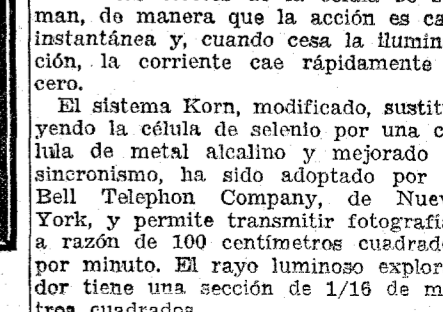 man, de manera que la acción es ca
instantánea y, cuando cesa la ilumin
ción, la corriente cae rápidamente
cero.
El sistema Korn, modificado, sustit
yendo la célula de selenio por una c
lula de metal alcalino y mejorado
sincronismo, ha sido adoptado por
Bell Telephon Company, de Nue
York, y permite transmitir fotografí
a razón de 100 centímetros cuadrad
por minuto. El rayo luminoso explor
dor tiene una sección de 1/16 de m
tros cuadrados